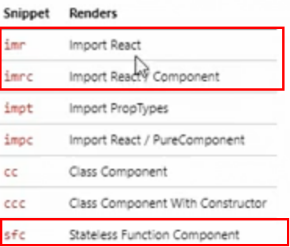 Snippet Renders
imr Import React
imrc Import React / Component
impt Import PropTypes
impc Import React / PureComponent
cc Class Component
ccc Class Component With Constructor
sfc Stateless Function Component